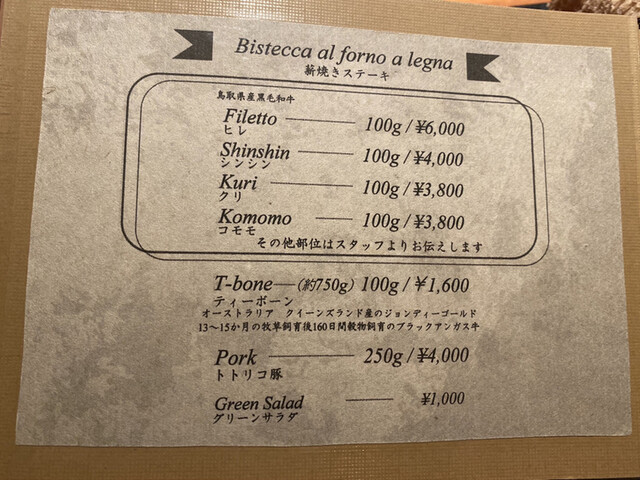 Bistecca al forno a legna
薪焼きステーキ
鳥取県産黒毛和牛
Filetto 100g / ¥6,000
ヒレ
Shinshin 100g / ¥4,000
シンシン
Kuri 100g / ¥3,800
クリ
Komomo 100g / ¥3,800
コモモ
その他部位はスタッフよりお伝えします
T-bone (約750g) 100g / ¥1,600
ティーボーン
オーストラリア クイーンズランド産のジョンディーゴールド
13〜15か月の牧草飼育後160日間穀物飼育のブラックアンガス牛
Pork 250g / ¥4,000
トトリコ豚
Green Salad ¥1,000
グリーンサラダ